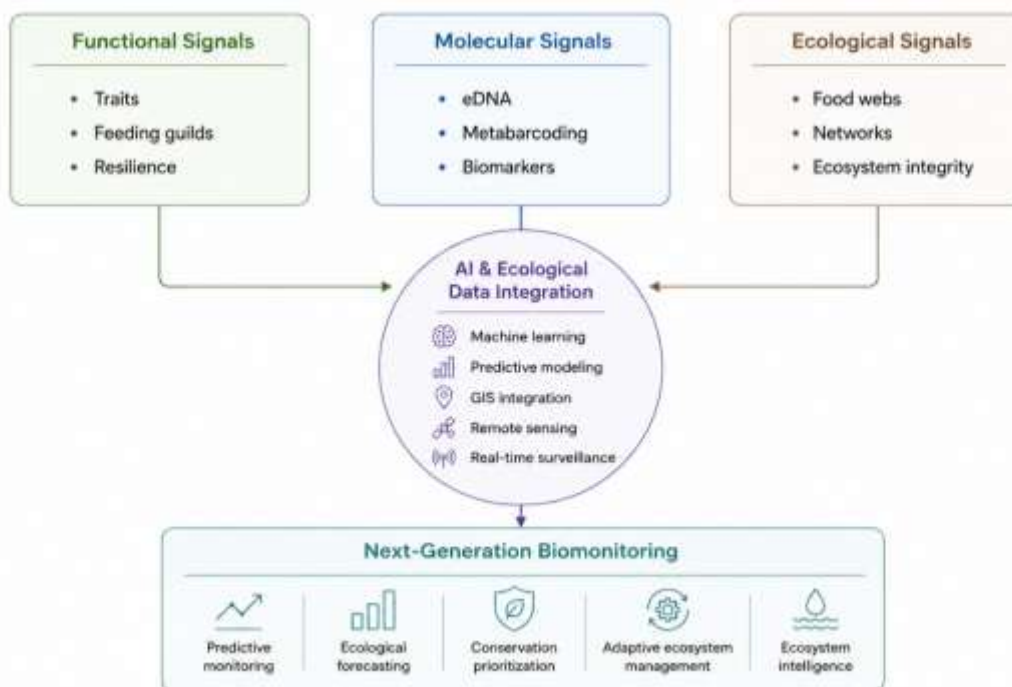 Functional Signals
• Traits
• Feeding guilds
• Resilience
Molecular Signals
• eDNA
• Metabarcoding
• Biomarkers
Ecological Signals
• Food webs
• Networks
• Ecosystem integrity
AI & Ecological
Data Integration
Machine learning
Predictive modeling
GIS integration
Remote sensing
Real-time surveillance
Next-Generation Biomonitoring
Predictive
monitoring
Ecological
forecasting
Conservation
prioritization
Adaptive ecosystem
management
Ecosystem
intelligence